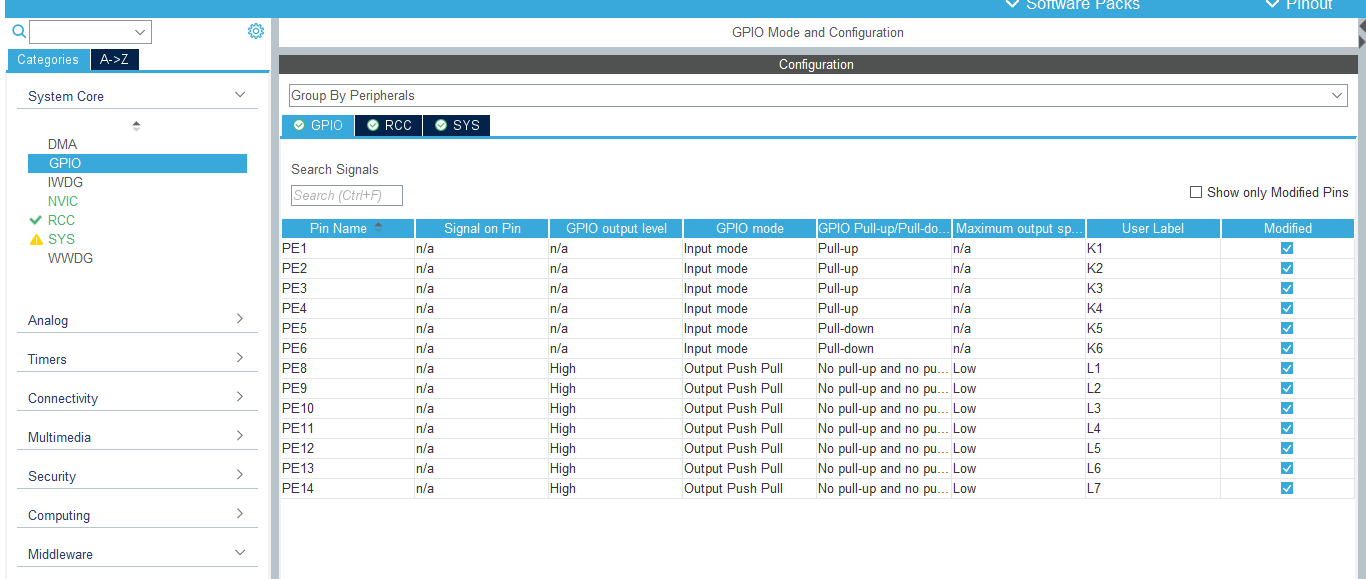 Software Packs Pinout
GPIO Mode and Configuration
Categories A->Z
Configuration
System Core
Group By Peripherals
GPIO RCC SYS
DMA
GPIO
IWDG
NVIC
RCC
SYS
WWDG
Analog
Timers
Connectivity
Multimedia
Security
Computing
Middleware
Search Signals
Search (Ctrl+F)
Show only Modified Pins
Pin Name Signal on Pin GPIO output level GPIO mode GPIO Pull-up/Pull-do... Maximum output sp... User Label Modified
PE1 n/a n/a Input mode Pull-up n/a K1
PE2 n/a n/a Input mode Pull-up n/a K2
PE3 n/a n/a Input mode Pull-up n/a K3
PE4 n/a n/a Input mode Pull-up n/a K4
PE5 n/a n/a Input mode Pull-down n/a K5
PE6 n/a n/a Input mode Pull-down n/a K6
PE8 n/a High Output Push Pull No pull-up and no pu... Low L1
PE9 n/a High Output Push Pull No pull-up and no pu... Low L2
PE10 n/a High Output Push Pull No pull-up and no pu... Low L3
PE11 n/a High Output Push Pull No pull-up and no pu... Low L4
PE12 n/a High Output Push Pull No pull-up and no pu... Low L5
PE13 n/a High Output Push Pull No pull-up and no pu... Low L6
PE14 n/a High Output Push Pull No pull-up and no pu... Low L7